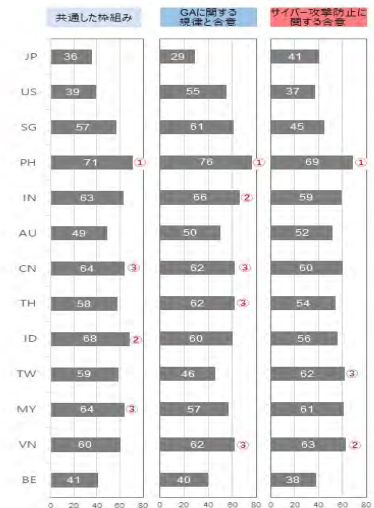 共通した枠組み GAに関する サイバー攻撃防止に
規律と合意 関する合意
JP 36 29 41
US 39 55 37
SG 57 61 45
PH 71 ① 76 ① 69 ①
IN 63 66 ② 59
AU 49 50 52
CN 64 ③ 62 ③ 60
TH 58 62 ③ 54
ID 68 ② 60 56
TW 59 46 62 ③
MY 64 ③ 57 61
VN 60 62 ③ 63 ②
BE 41 40 38
0 20 40 60 80 0 20 40 60 80 0 20 40 60 80